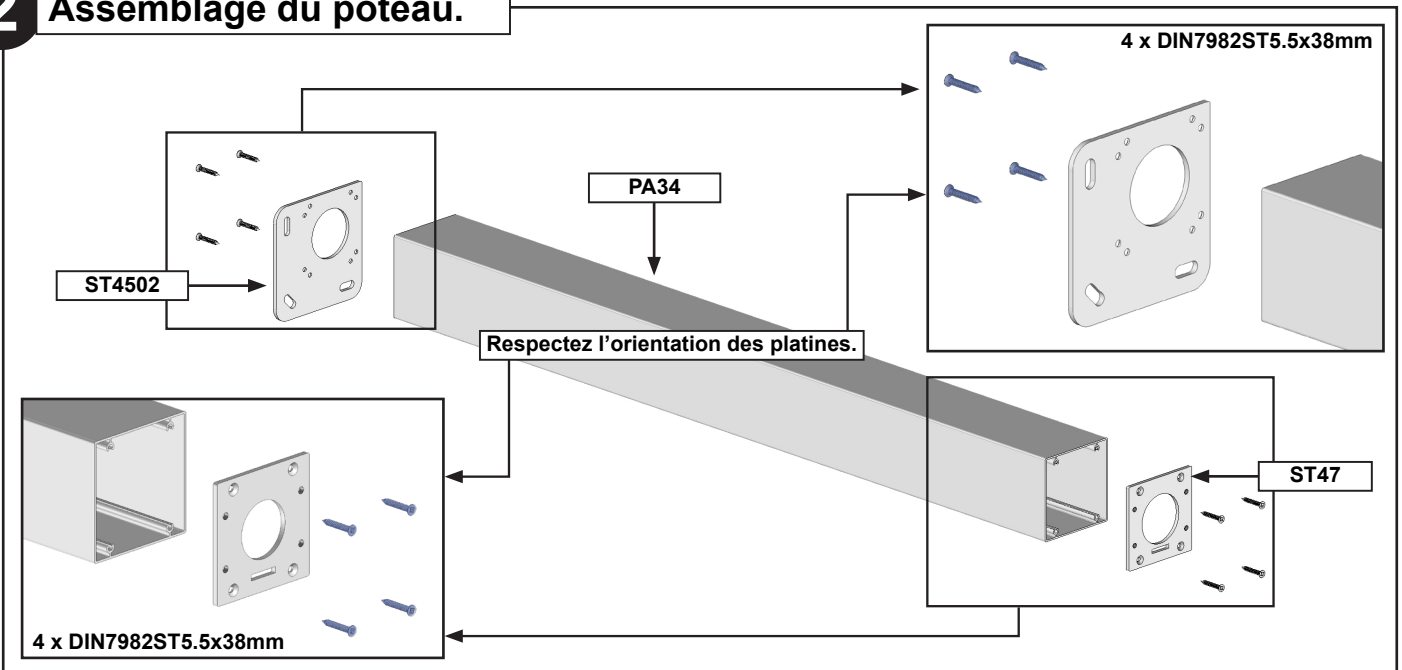 2 Assemblage du poteau.
4 x DIN7982ST5.5x38mm
PA34
ST4502
Respectez l’orientation des platines.
ST47
4 x DIN7982ST5.5x38mm